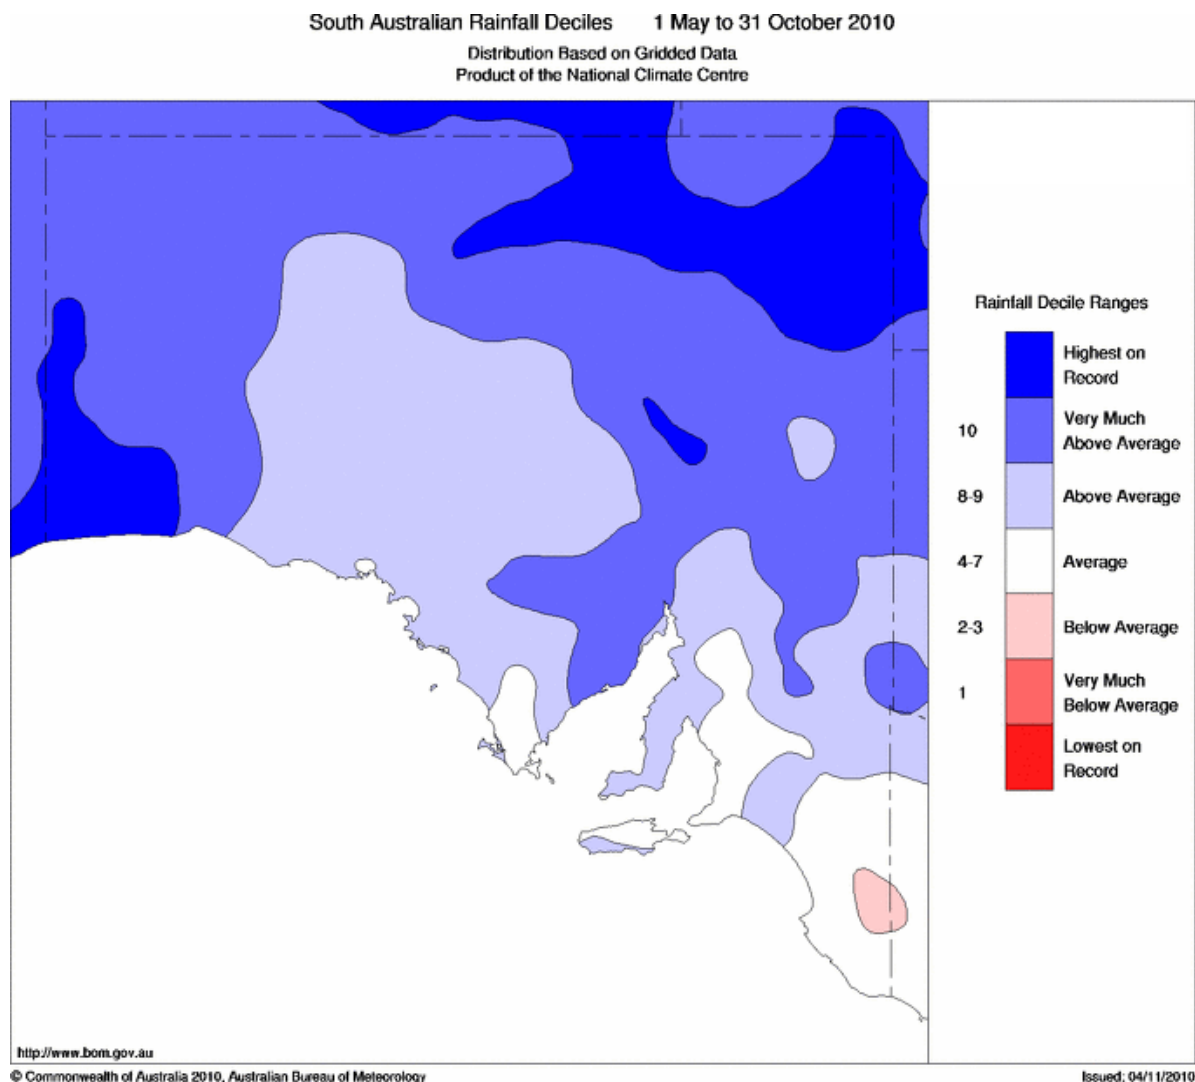 South Australian Rainfall Deciles 1 May to 31 October 2010
Distribution Based on Gridded Data
Product of the National Climate Centre
Rainfall Decile Ranges
Highest on
Record
10 Very Much
Above Average
8-9 Above Average
4-7 Average
2-3 Below Average
1 Very Much
Below Average
Lowest on
Record
http://www.bom.gov.au
© Commonwealth of Australia 2010, Australian Bureau of Meteorology Issued: 04/11/2010